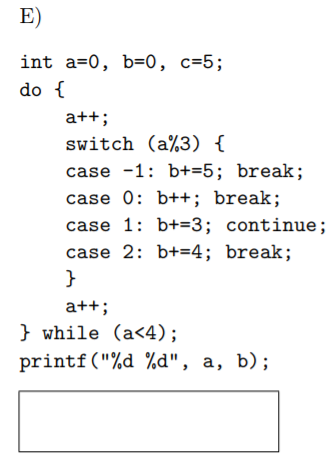 E)
int a=0, b=0, c=5;
do {
    a++;
    switch (a%3) {
    case -1: b+=5; break;
    case 0: b++; break;
    case 1: b+=3; continue;
    case 2: b+=4; break;
    }
    a++;
} while (a<4);
printf("%d %d", a, b);